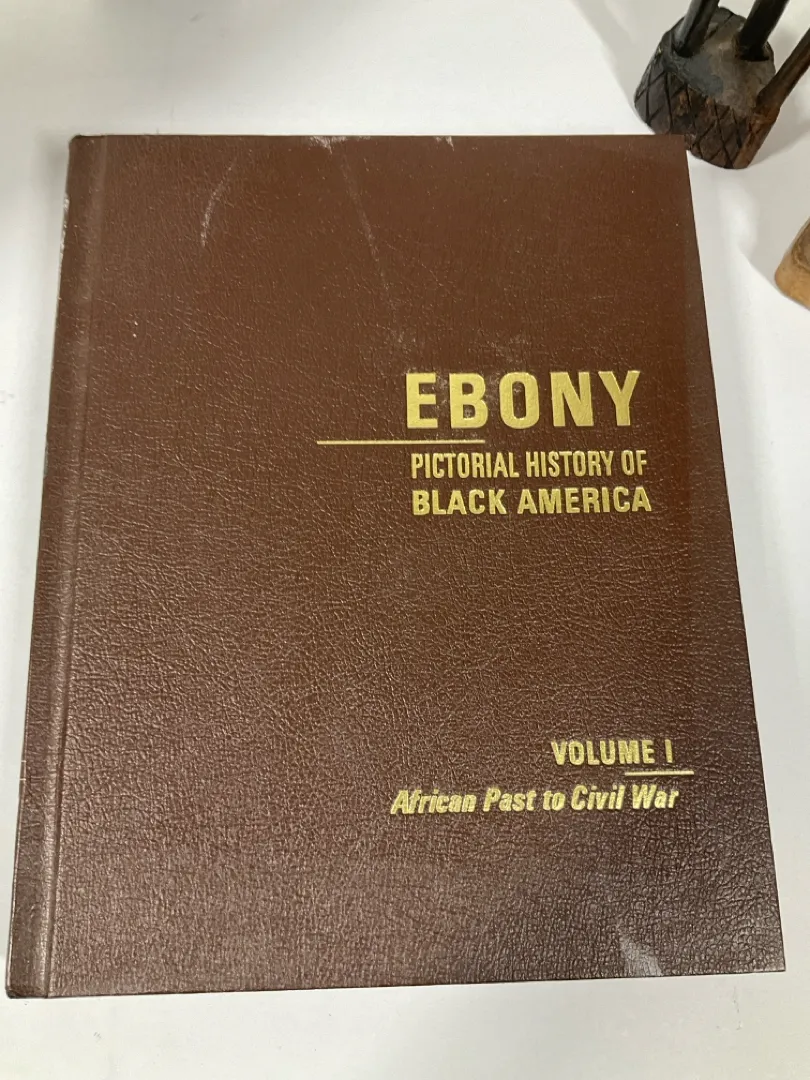 EBONY
PICTORIAL HISTORY OF
BLACK AMERICA
VOLUME I
African Past to Civil War